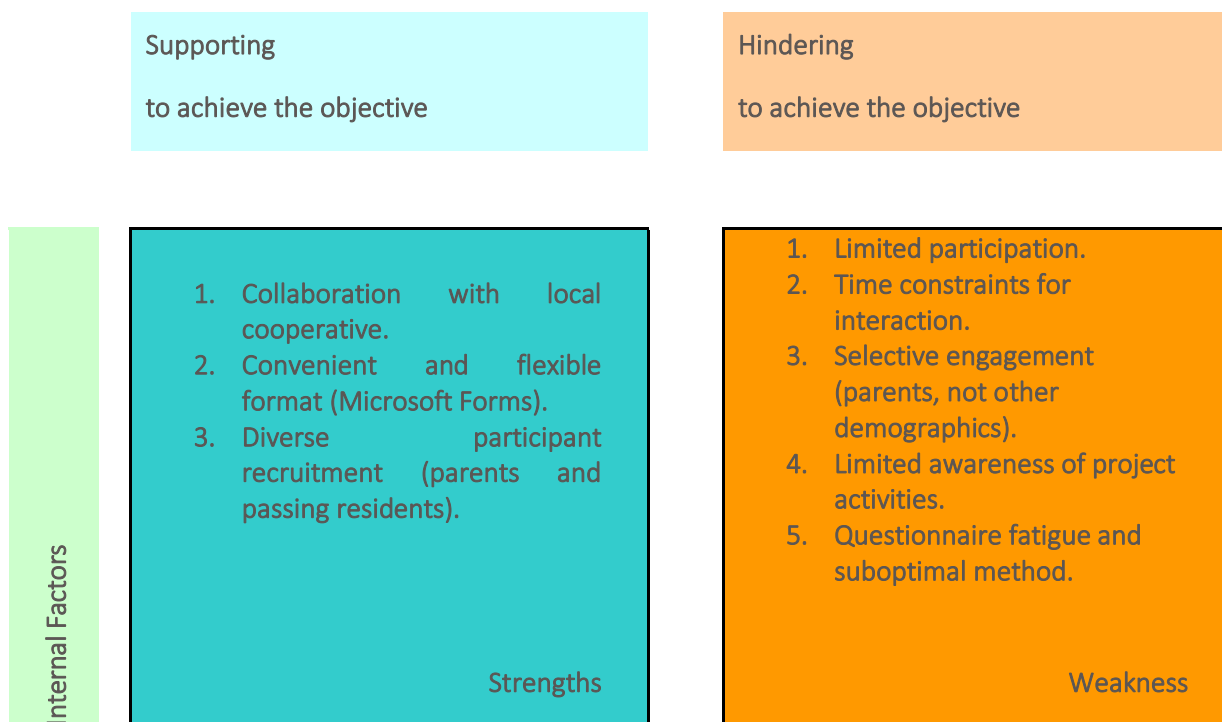 Supporting
to achieve the objective
Hindering
to achieve the objective
Internal Factors
1. Collaboration with local
cooperative.
2. Convenient and flexible
format (Microsoft Forms).
3. Diverse participant
recruitment (parents and
passing residents).
Strengths
1. Limited participation.
2. Time constraints for
interaction.
3. Selective engagement
(parents, not other
demographics).
4. Limited awareness of project
activities.
5. Questionnaire fatigue and
suboptimal method.
Weakness